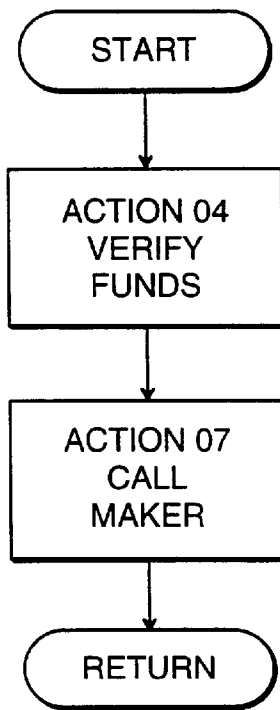 START
ACTION 04
VERIFY
FUNDS
ACTION 07
CALL
MAKER
RETURN